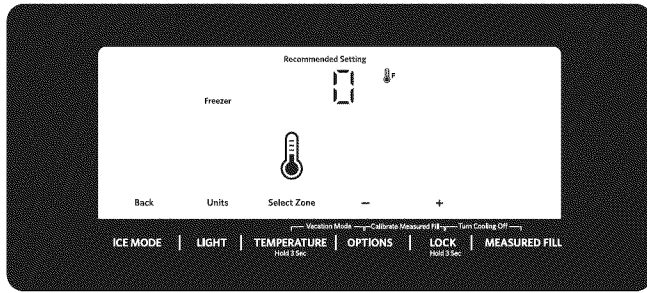 Recommended Setting
0 F
Freezer
Back Units Select Zone — +
Vacation Mode Calibrate Measured Fill Turn Cooling Off
ICE MODE | LIGHT | TEMPERATURE | OPTIONS | LOCK | MEASURED FILL
Hold 3 Sec Hold 3 Sec